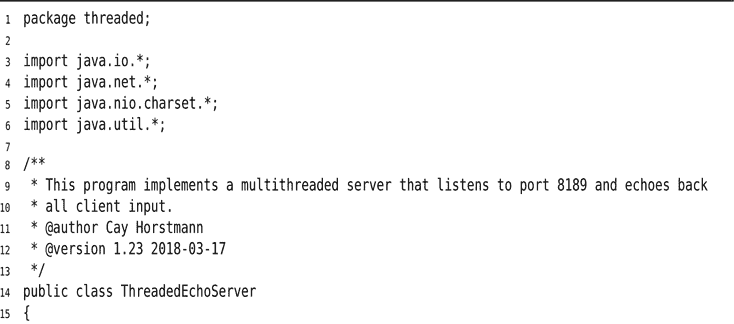 1 package threaded;
2
3 import java.io.*;
4 import java.net.*;
5 import java.nio.charset.*;
6 import java.util.*;
7
8 /**
9  * This program implements a multithreaded server that listens to port 8189 and echoes back
10  * all client input.
11  * @author Cay Horstmann
12  * @version 1.23 2018-03-17
13  */
14 public class ThreadedEchoServer
15 {